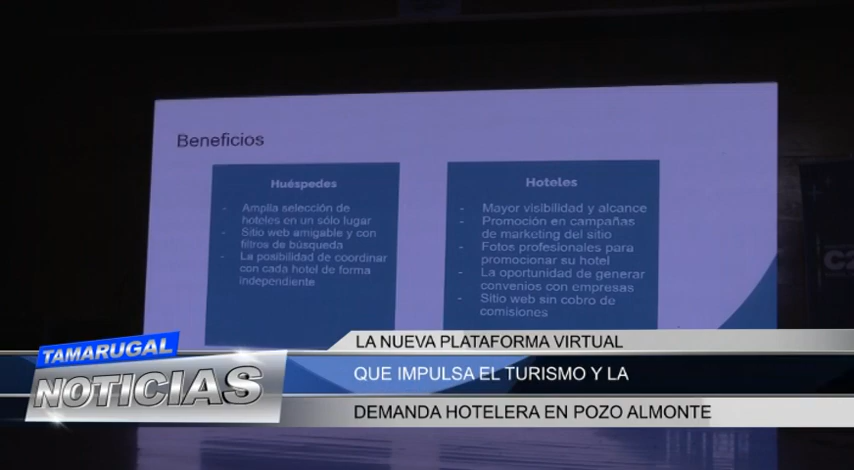 Beneficios
Huéspedes
- Amplia selección de
hoteles en un sólo lugar
- Sitio web amigable y con
filtros de búsqueda
- La posibilidad de coordinar
con cada hotel de forma
independiente
Hoteles
- Mayor visibilidad y alcance
- Promoción en campañas
de marketing del sitio
- Fotos profesionales para
promocionar su hotel
- La oportunidad de generar
convenios con empresas
- Sitio web sin cobro de
comisiones
TAMARUGAL
NOTICIAS
LA NUEVA PLATAFORMA VIRTUAL
QUE IMPULSA EL TURISMO Y LA
DEMANDA HOTELERA EN POZO ALMONTE